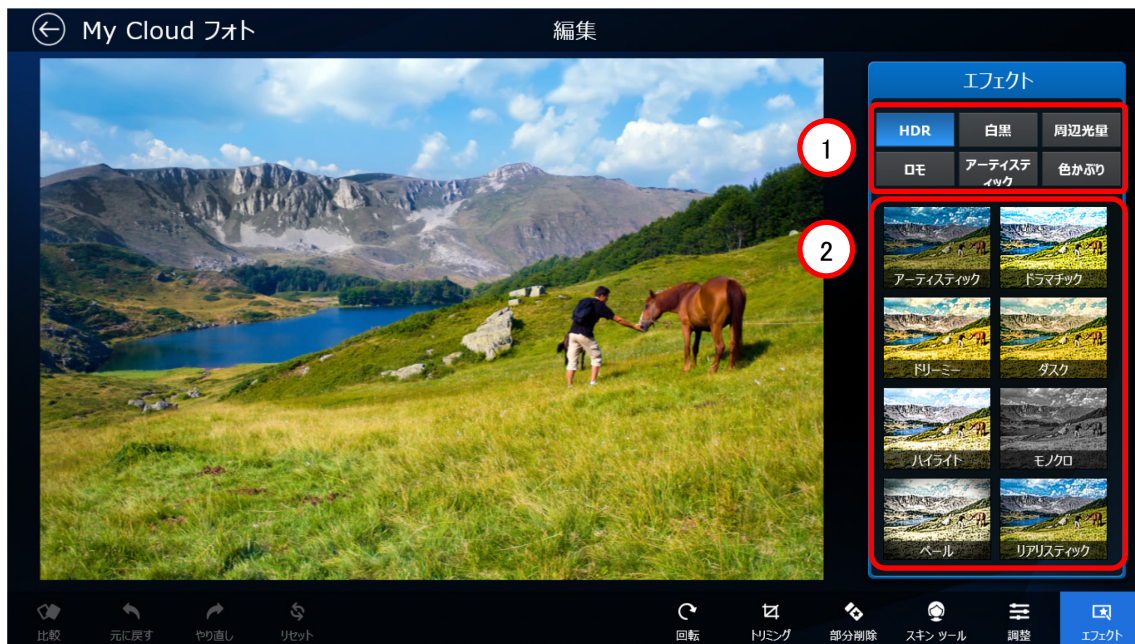 My Cloud フォト
編集
エフェクト
1
HDR
白黒
周辺光量
ロモ
アーティステ
ィック
色かぶり
2
アーティスティック
ドラマチック
ドリーミー
ダスク
ハイライト
モノクロ
ペール
リアリスティック
比較
元に戻す
やり直し
リセット
回転
トリミング
部分削除
スキン ツール
調整
エフェクト